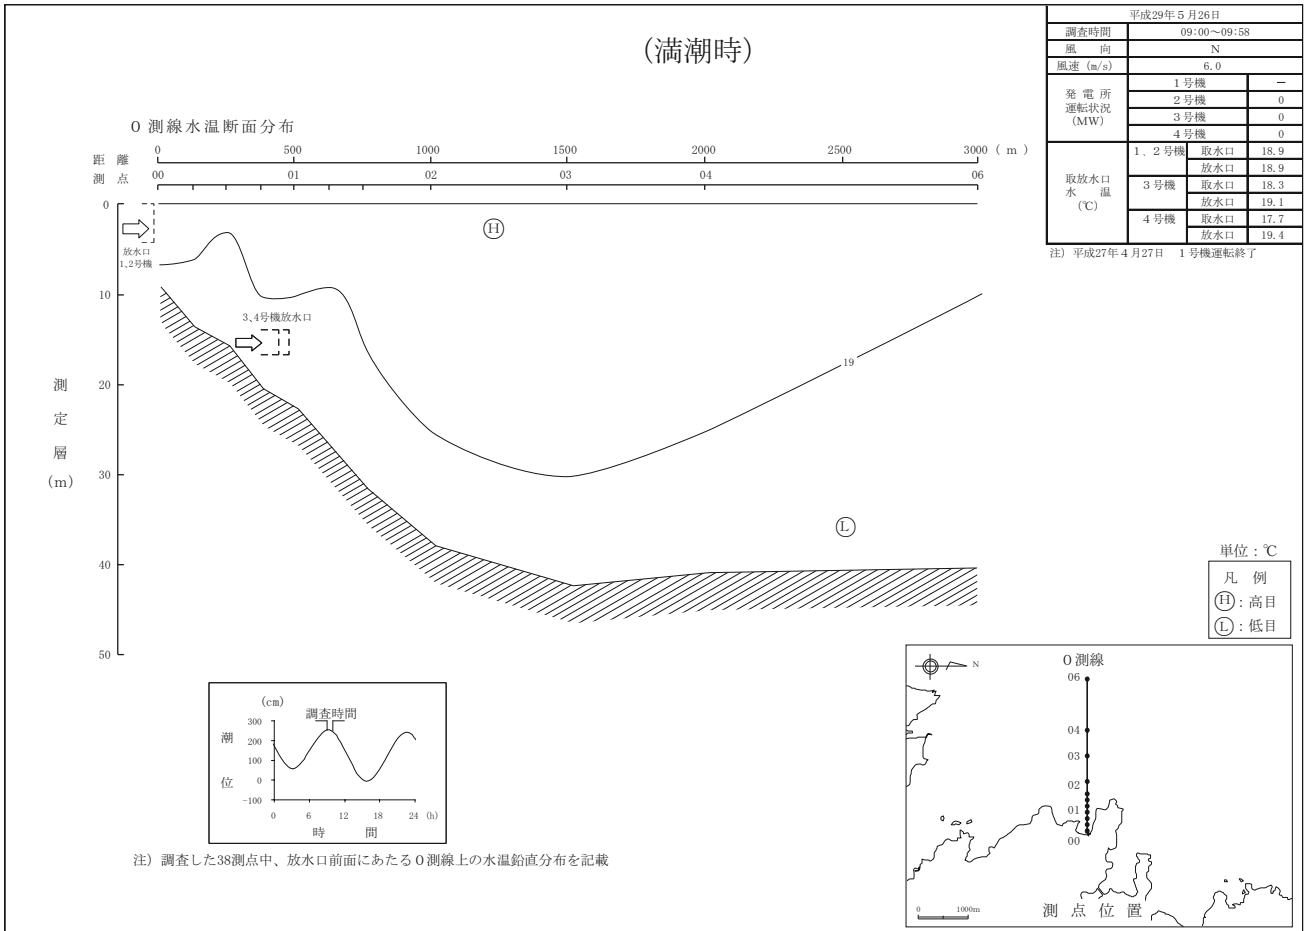 (満潮時)
平成29年5月26日
調査時間 09:00～09:58
風 向 N
風速 (m/s) 6.0
発電所運転状況(MW) 1号機 －
2号機 0
3号機 0
4号機 0
取放水口水温(℃) 1、2号機 取水口 18.9
放水口 18.9
3号機 取水口 18.3
放水口 19.1
4号機 取水口 17.7
放水口 19.4
注) 平成27年4月27日 1号機運転終了
0測線水温断面分布
距離 0 500 1000 1500 2000 2500 3000 (m)
測点 00 01 02 03 04 06
0
H
放水口
1,2号機
10
3、4号機放水口
19
測定層(m)
20
30
L
40
50
単位：℃
凡 例
H：高目
L：低目
(cm)
調査時間
潮位
300
200
100
0
-100
0 6 12 18 24 (h)
時 間
注) 調査した38測点中、放水口前面にあたる0測線上の水温鉛直分布を記載
N
0測線
06
04
03
02
01
00
0 1000m
測点位置